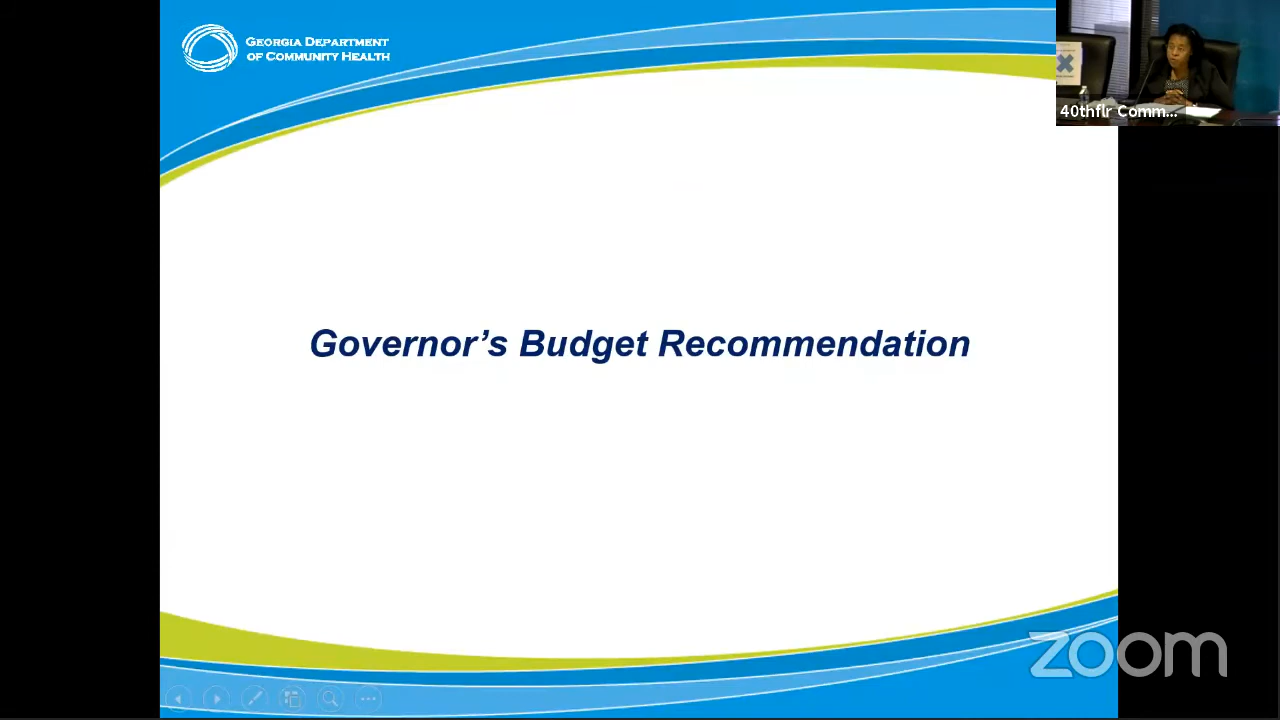 GEORGIA DEPARTMENT
OF COMMUNITY HEALTH
40thflr Comm...
Governor's Budget Recommendation
zoom